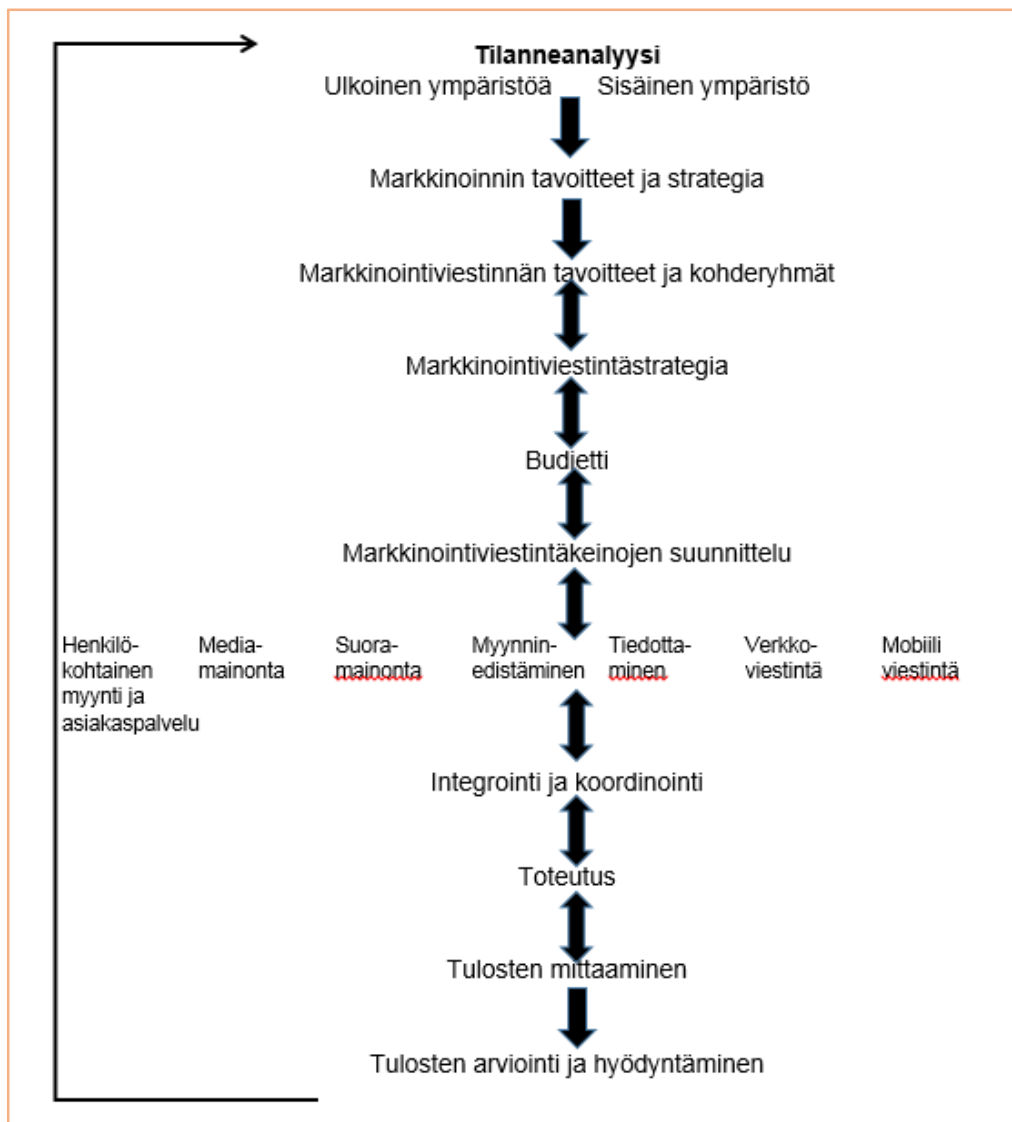 Tilanneanalyysi
Ulkoinen ympäristöä Sisäinen ympäristö
Markkinoinnin tavoitteet ja strategia
Markkinointiviestinnän tavoitteet ja kohderyhmät
Markkinointiviestintästrategia
Budjetti
Markkinointiviestintäkeinojen suunnittelu
Henkilö-
kohtainen
myynti ja
asiakaspalvelu
Media-
mainonta
Suora-
mainonta
Myynnin-
edistäminen
Tiedotta-
minen
Verkko-
viestintä
Mobiili
viestintä
Integrointi ja koordinointi
Toteutus
Tulosten mittaaminen
Tulosten arviointi ja hyödyntäminen